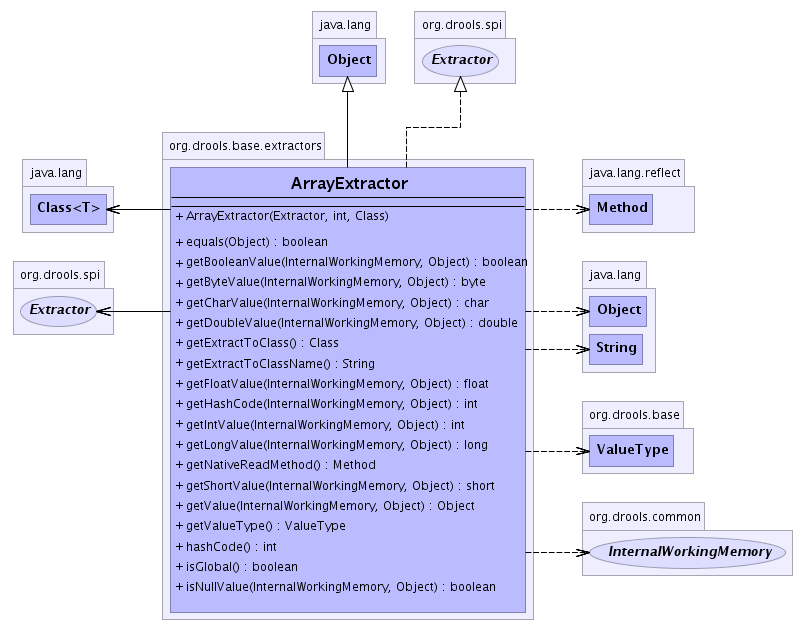 java.lang
Object
org.drools.spi
Extractor
org.drools.base.extractors
ArrayExtractor
+ ArrayExtractor(Extractor, int, Class)
+ equals(Object) : boolean
+ getBooleanValue(InternalWorkingMemory, Object) : boolean
+ getByteValue(InternalWorkingMemory, Object) : byte
+ getCharValue(InternalWorkingMemory, Object) : char
+ getDoubleValue(InternalWorkingMemory, Object) : double
+ getExtractToClass() : Class
+ getExtractToClassName() : String
+ getFloatValue(InternalWorkingMemory, Object) : float
+ getHashCode(InternalWorkingMemory, Object) : int
+ getIntValue(InternalWorkingMemory, Object) : int
+ getLongValue(InternalWorkingMemory, Object) : long
+ getNativeReadMethod() : Method
+ getShortValue(InternalWorkingMemory, Object) : short
+ getValue(InternalWorkingMemory, Object) : Object
+ getValueType() : ValueType
+ hashCode() : int
+ isGlobal() : boolean
+ isNullValue(InternalWorkingMemory, Object) : boolean
java.lang
Class<T>
org.drools.spi
Extractor
java.lang.reflect
Method
java.lang
Object
String
org.drools.base
ValueType
org.drools.common
InternalWorkingMemory